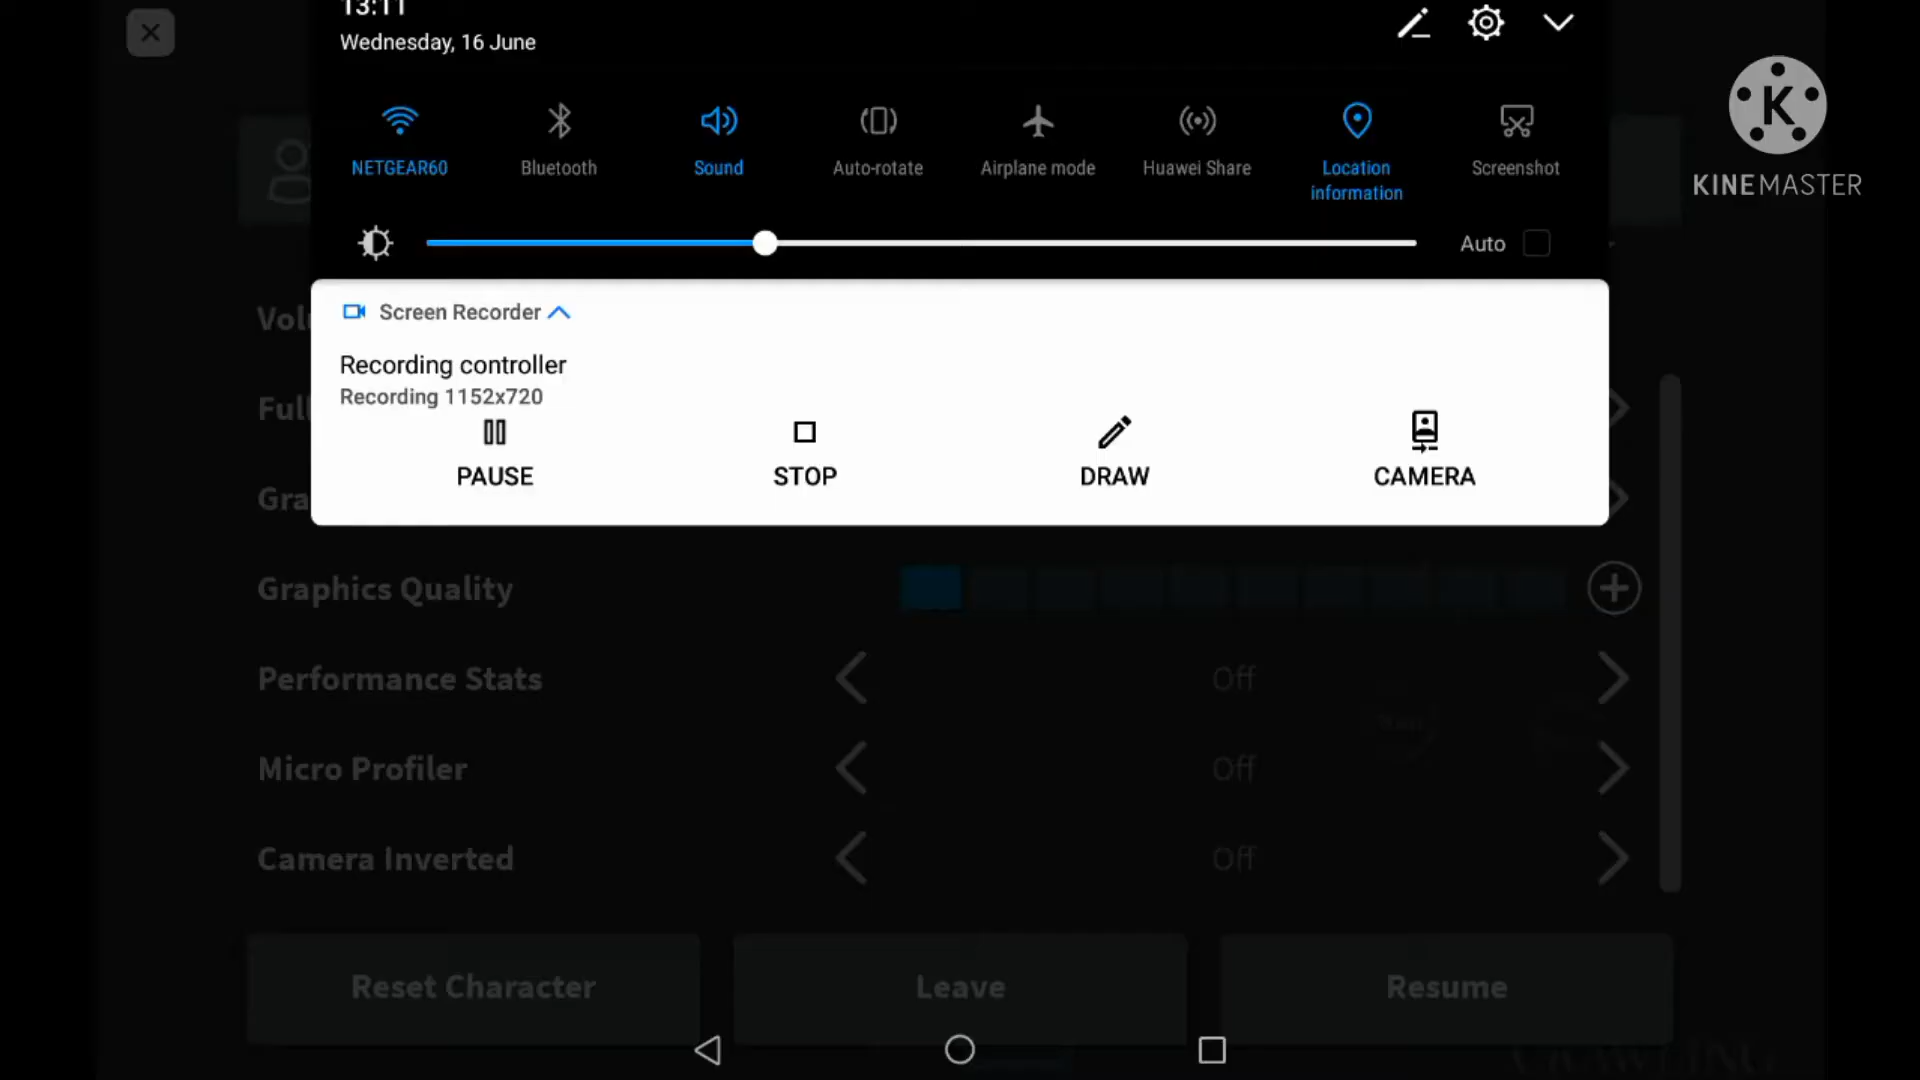 13:11
Wednesday, 16 June
NETGEAR60
Bluetooth
Sound
Auto-rotate
Airplane mode
Huawei Share
Location
information
Screenshot
KINEMASTER
Auto
Screen Recorder
Recording controller
Recording 1152x720
PAUSE
STOP
DRAW
CAMERA
Graphics Quality
Performance Stats
Off
Micro Profiler
Off
Camera Inverted
Off
Reset Character
Leave
Resume